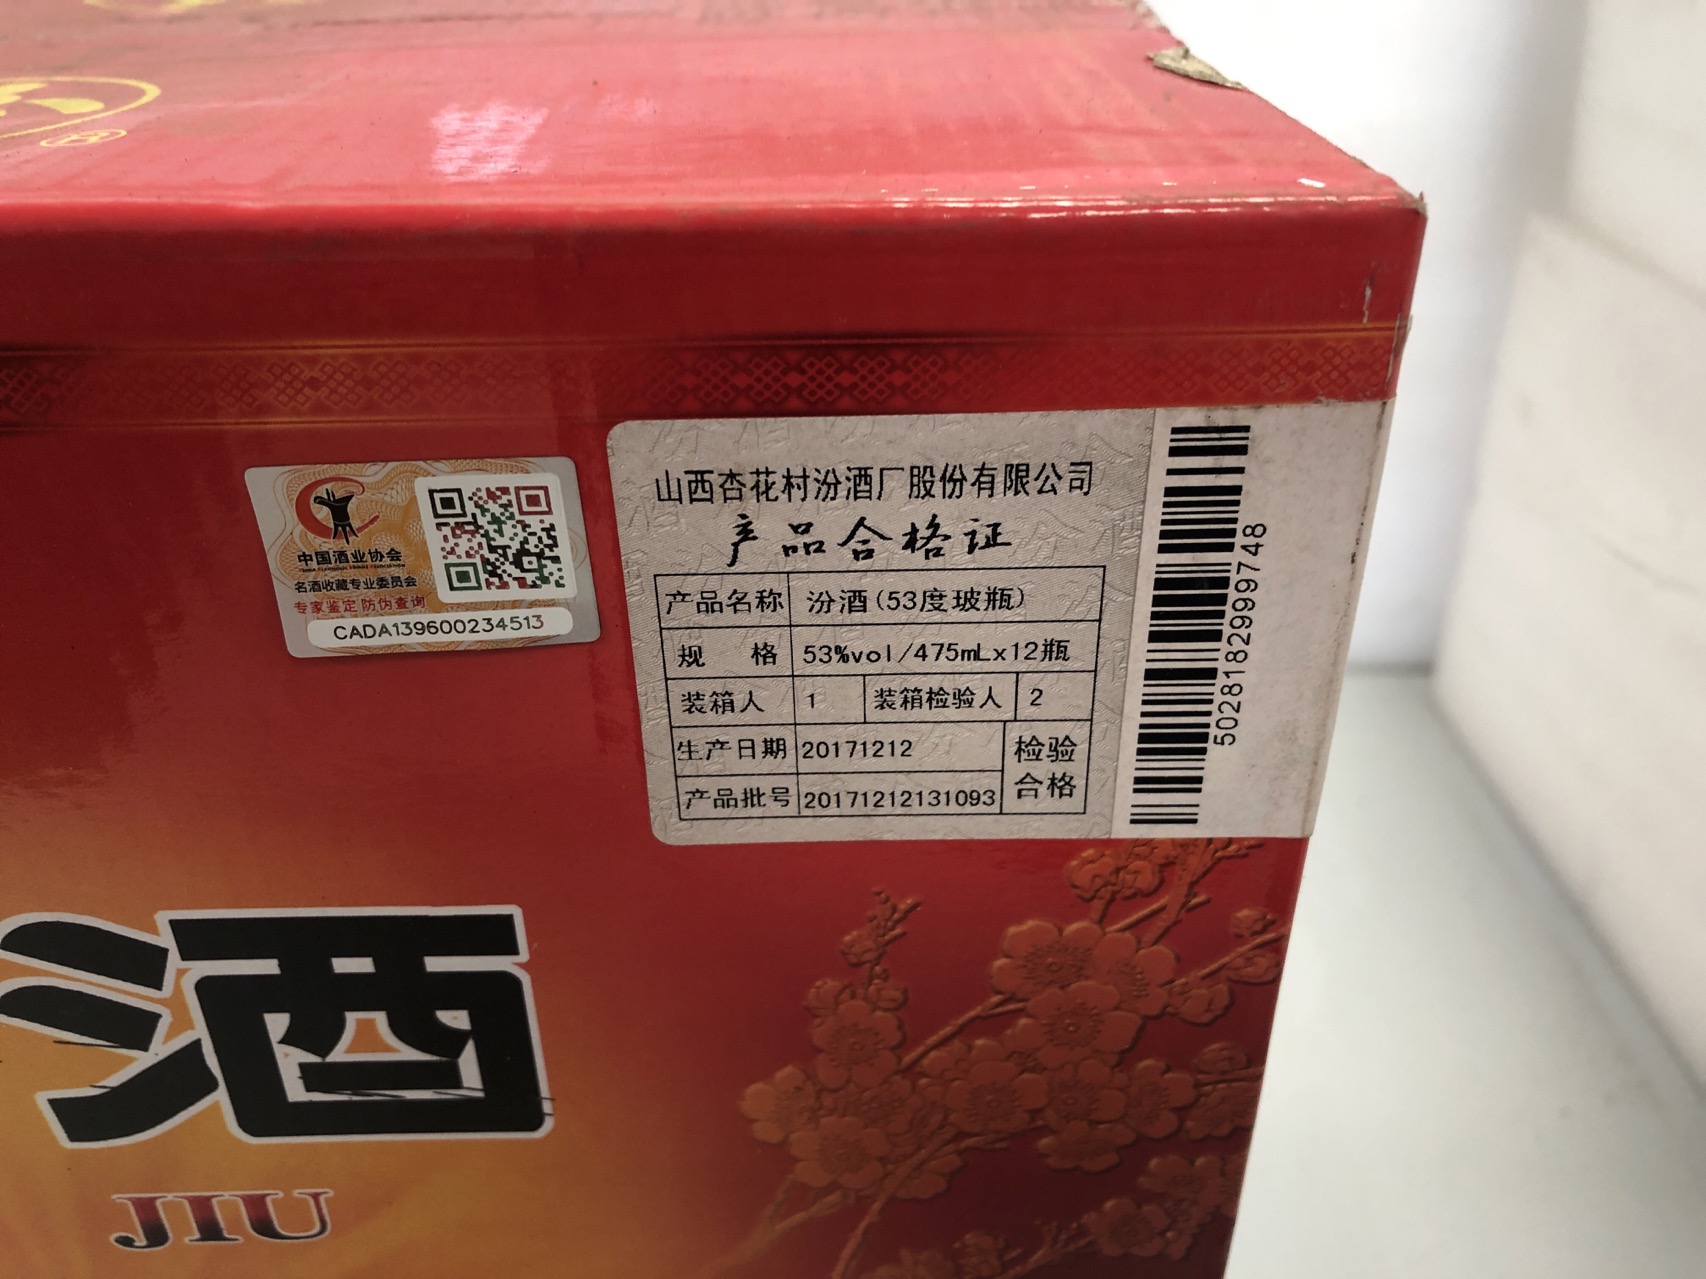 ®
中国酒业协会
CHINA ALCOHOLIC DRINKS ASSOCIATION
名酒收藏专业委员会
专家鉴定 防伪查询
CADA139600234513
山西杏花村汾酒厂股份有限公司
产品合格证
产品名称 汾酒(53度玻瓶)
规 格 53%vol/475mLx12瓶
装箱人 1 装箱检验人 2
生产日期 20171212 检验
产品批号 20171212131093 合格
5028182999748
酒
JIU